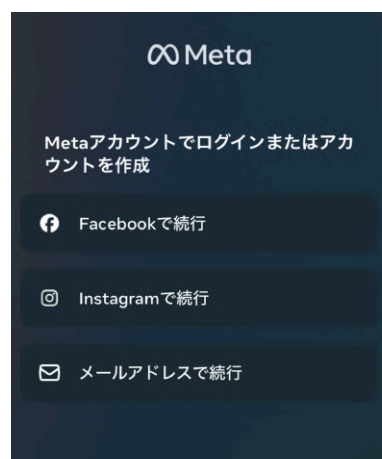 Meta
Metaアカウントでログインまたはアカ
ウントを作成
Facebookで続行
Instagramで続行
メールアドレスで続行